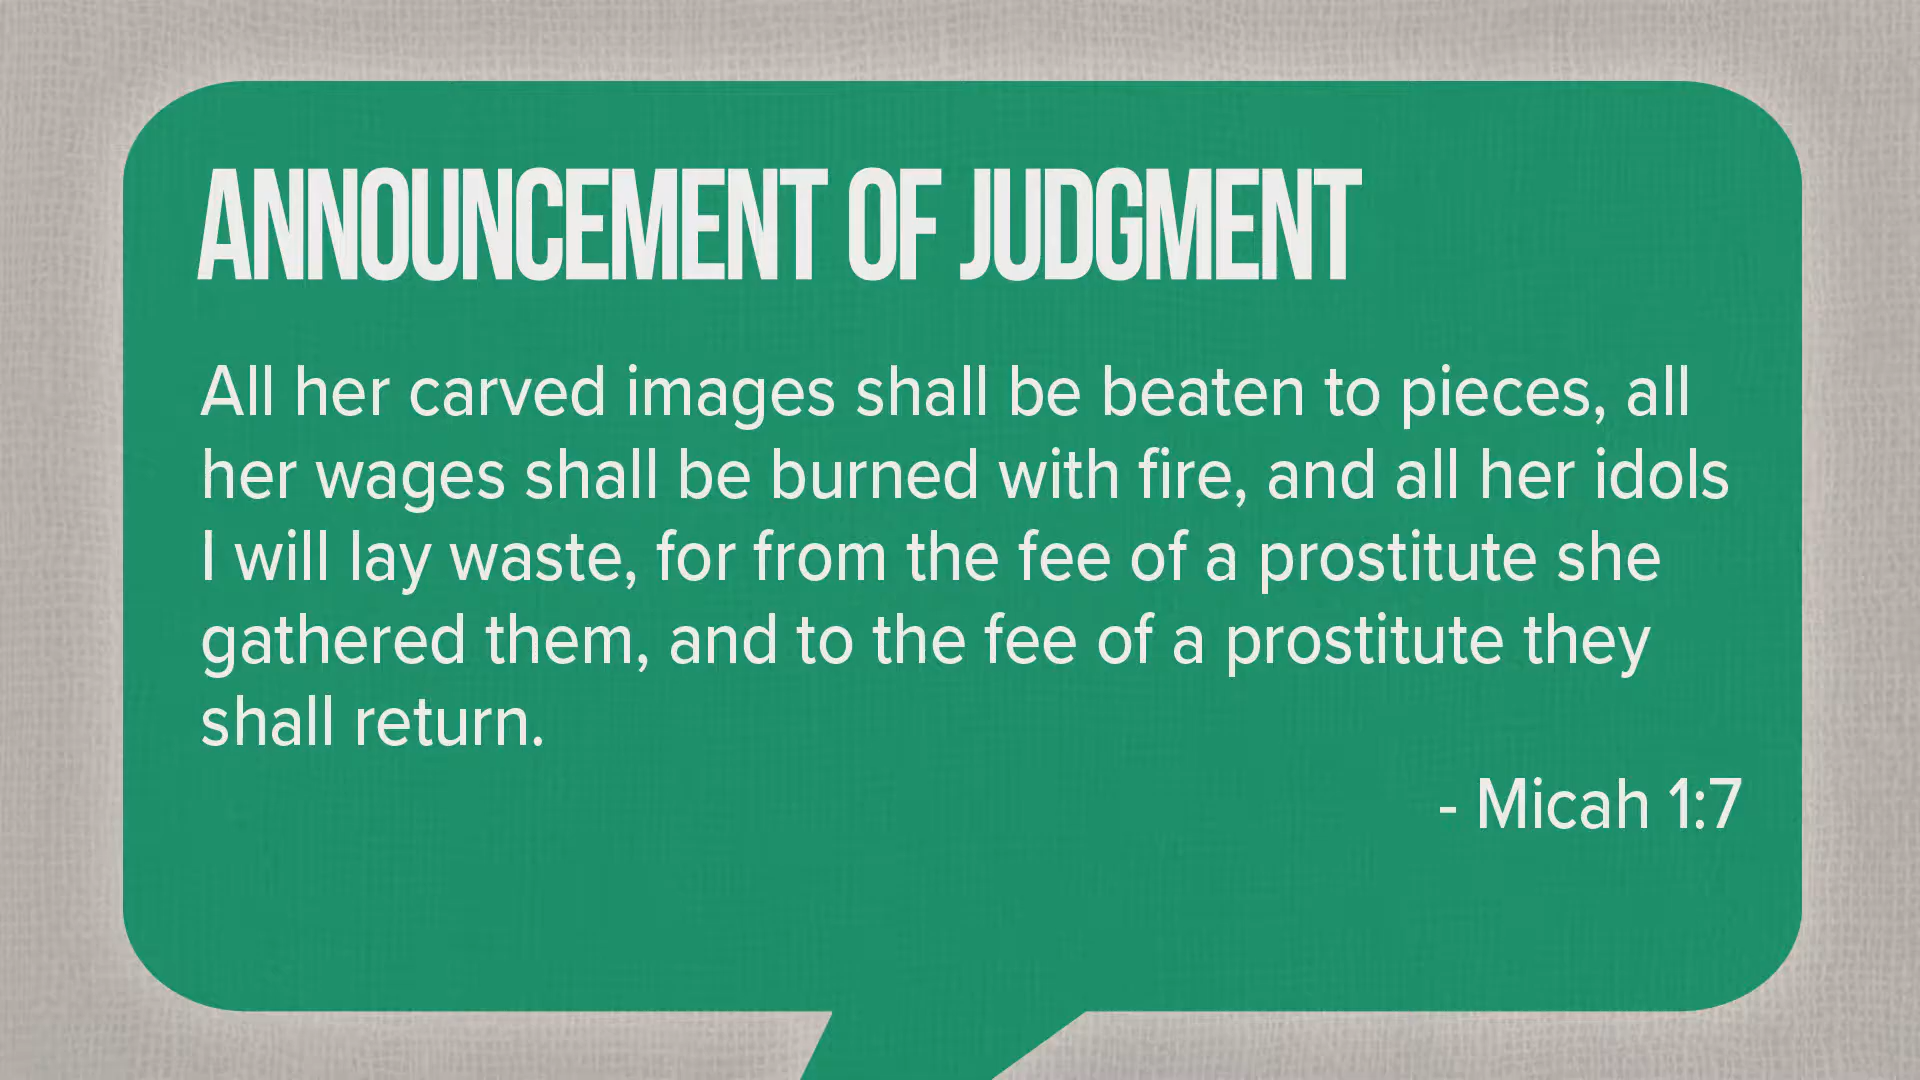 ANNOUNCEMENT OF JUDGMENT
All her carved images shall be beaten to pieces, all
her wages shall be burned with fire, and all her idols
I will lay waste, for from the fee of a prostitute she
gathered them, and to the fee of a prostitute they
shall return.
- Micah 1:7